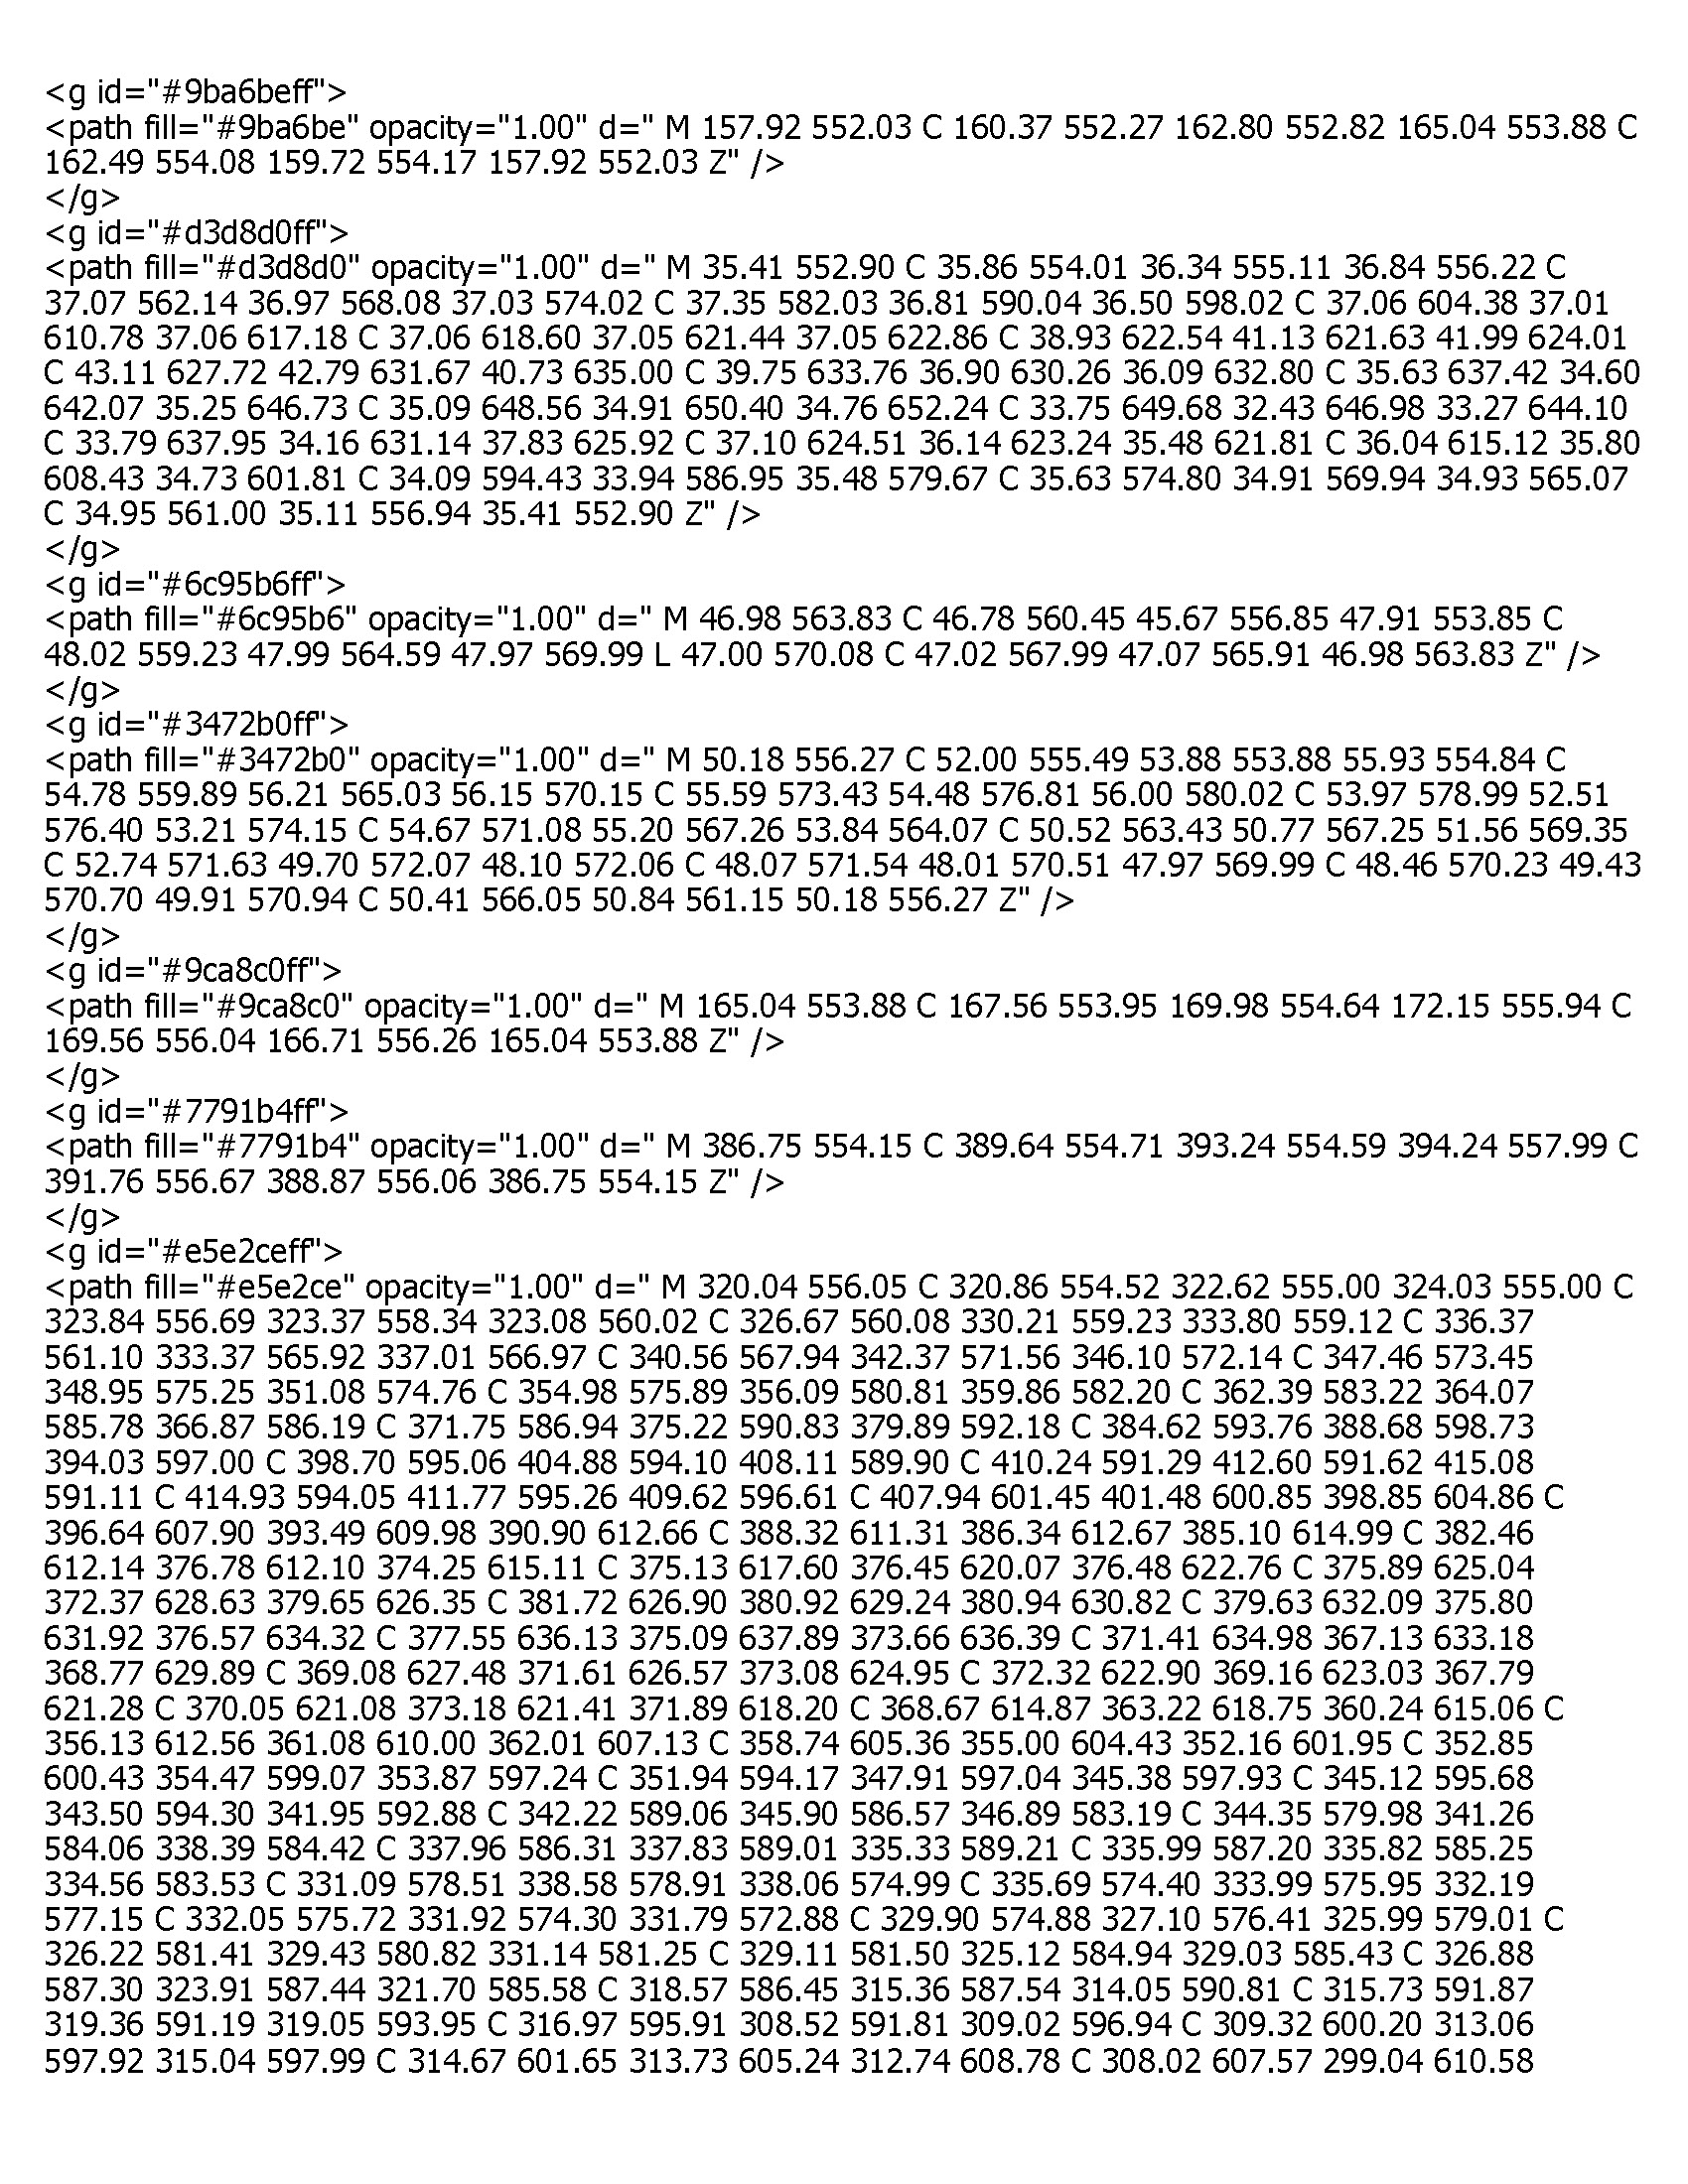 <g id="#9ba6beff">
<path fill="#9ba6be" opacity="1.00" d=" M 157.92 552.03 C 160.37 552.27 162.80 552.82 165.04 553.88 C
162.49 554.08 159.72 554.17 157.92 552.03 Z" />
</g>
<g id="#d3d8d0ff">
<path fill="#d3d8d0" opacity="1.00" d=" M 35.41 552.90 C 35.86 554.01 36.34 555.11 36.84 556.22 C
37.07 562.14 36.97 568.08 37.03 574.02 C 37.35 582.03 36.81 590.04 36.50 598.02 C 37.06 604.38 37.01
610.78 37.06 617.18 C 37.06 618.60 37.05 621.44 37.05 622.86 C 38.93 622.54 41.13 621.63 41.99 624.01
C 43.11 627.72 42.79 631.67 40.73 635.00 C 39.75 633.76 36.90 630.26 36.09 632.80 C 35.63 637.42 34.60
642.07 35.25 646.73 C 35.09 648.56 34.91 650.40 34.76 652.24 C 33.75 649.68 32.43 646.98 33.27 644.10
C 33.79 637.95 34.16 631.14 37.83 625.92 C 37.10 624.51 36.14 623.24 35.48 621.81 C 36.04 615.12 35.80
608.43 34.73 601.81 C 34.09 594.43 33.94 586.95 35.48 579.67 C 35.63 574.80 34.91 569.94 34.93 565.07
C 34.95 561.00 35.11 556.94 35.41 552.90 Z" />
</g>
<g id="#6c95b6ff">
<path fill="#6c95b6" opacity="1.00" d=" M 46.98 563.83 C 46.78 560.45 45.67 556.85 47.91 553.85 C
48.02 559.23 47.99 564.59 47.97 569.99 L 47.00 570.08 C 47.02 567.99 47.07 565.91 46.98 563.83 Z" />
</g>
<g id="#3472b0ff">
<path fill="#3472b0" opacity="1.00" d=" M 50.18 556.27 C 52.00 555.49 53.88 553.88 55.93 554.84 C
54.78 559.89 56.21 565.03 56.15 570.15 C 55.59 573.43 54.48 576.81 56.00 580.02 C 53.97 578.99 52.51
576.40 53.21 574.15 C 54.67 571.08 55.20 567.26 53.84 564.07 C 50.52 563.43 50.77 567.25 51.56 569.35
C 52.74 571.63 49.70 572.07 48.10 572.06 C 48.07 571.54 48.01 570.51 47.97 569.99 C 48.46 570.23 49.43
570.70 49.91 570.94 C 50.41 566.05 50.84 561.15 50.18 556.27 Z" />
</g>
<g id="#9ca8c0ff">
<path fill="#9ca8c0" opacity="1.00" d=" M 165.04 553.88 C 167.56 553.95 169.98 554.64 172.15 555.94 C
169.56 556.04 166.71 556.26 165.04 553.88 Z" />
</g>
<g id="#7791b4ff">
<path fill="#7791b4" opacity="1.00" d=" M 386.75 554.15 C 389.64 554.71 393.24 554.59 394.24 557.99 C
391.76 556.67 388.87 556.06 386.75 554.15 Z" />
</g>
<g id="#e5e2ceff">
<path fill="#e5e2ce" opacity="1.00" d=" M 320.04 556.05 C 320.86 554.52 322.62 555.00 324.03 555.00 C
323.84 556.69 323.37 558.34 323.08 560.02 C 326.67 560.08 330.21 559.23 333.80 559.12 C 336.37
561.10 333.37 565.92 337.01 566.97 C 340.56 567.94 342.37 571.56 346.10 572.14 C 347.46 573.45
348.95 575.25 351.08 574.76 C 354.98 575.89 356.09 580.81 359.86 582.20 C 362.39 583.22 364.07
585.78 366.87 586.19 C 371.75 586.94 375.22 590.83 379.89 592.18 C 384.62 593.76 388.68 598.73
394.03 597.00 C 398.70 595.06 404.88 594.10 408.11 589.90 C 410.24 591.29 412.60 591.62 415.08
591.11 C 414.93 594.05 411.77 595.26 409.62 596.61 C 407.94 601.45 401.48 600.85 398.85 604.86 C
396.64 607.90 393.49 609.98 390.90 612.66 C 388.32 611.31 386.34 612.67 385.10 614.99 C 382.46
612.14 376.78 612.10 374.25 615.11 C 375.13 617.60 376.45 620.07 376.48 622.76 C 375.89 625.04
372.37 628.63 379.65 626.35 C 381.72 626.90 380.92 629.24 380.94 630.82 C 379.63 632.09 375.80
631.92 376.57 634.32 C 377.55 636.13 375.09 637.89 373.66 636.39 C 371.41 634.98 367.13 633.18
368.77 629.89 C 369.08 627.48 371.61 626.57 373.08 624.95 C 372.32 622.90 369.16 623.03 367.79
621.28 C 370.05 621.08 373.18 621.41 371.89 618.20 C 368.67 614.87 363.22 618.75 360.24 615.06 C
356.13 612.56 361.08 610.00 362.01 607.13 C 358.74 605.36 355.00 604.43 352.16 601.95 C 352.85
600.43 354.47 599.07 353.87 597.24 C 351.94 594.17 347.91 597.04 345.38 597.93 C 345.12 595.68
343.50 594.30 341.95 592.88 C 342.22 589.06 345.90 586.57 346.89 583.19 C 344.35 579.98 341.26
584.06 338.39 584.42 C 337.96 586.31 337.83 589.01 335.33 589.21 C 335.99 587.20 335.82 585.25
334.56 583.53 C 331.09 578.51 338.58 578.91 338.06 574.99 C 335.69 574.40 333.99 575.95 332.19
577.15 C 332.05 575.72 331.92 574.30 331.79 572.88 C 329.90 574.88 327.10 576.41 325.99 579.01 C
326.22 581.41 329.43 580.82 331.14 581.25 C 329.11 581.50 325.12 584.94 329.03 585.43 C 326.88
587.30 323.91 587.44 321.70 585.58 C 318.57 586.45 315.36 587.54 314.05 590.81 C 315.73 591.87
319.36 591.19 319.05 593.95 C 316.97 595.91 308.52 591.81 309.02 596.94 C 309.32 600.20 313.06
597.92 315.04 597.99 C 314.67 601.65 313.73 605.24 312.74 608.78 C 308.02 607.57 299.04 610.58